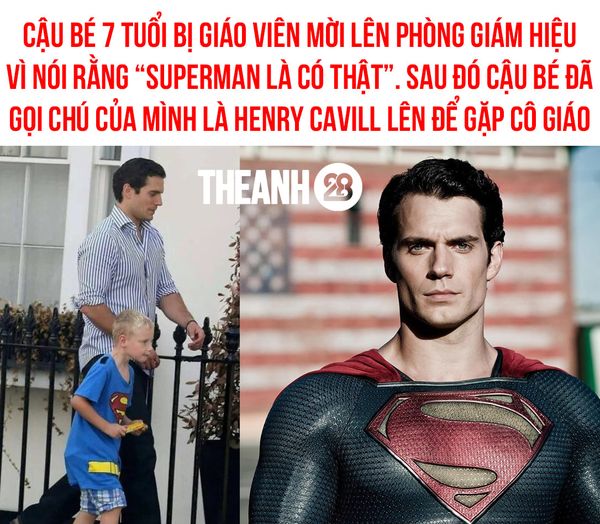 CẬU BÉ 7 TUỔI BỊ GIÁO VIÊN MỜI LÊN PHÒNG GIÁM HIỆU
VÌ NÓI RẰNG “SUPERMAN LÀ CÓ THẬT”. SAU ĐÓ CẬU BÉ ĐÃ
GỌI CHÚ CỦA MÌNH LÀ HENRY CAVILL LÊN ĐỂ GẶP CÔ GIÁO
THEANH 28